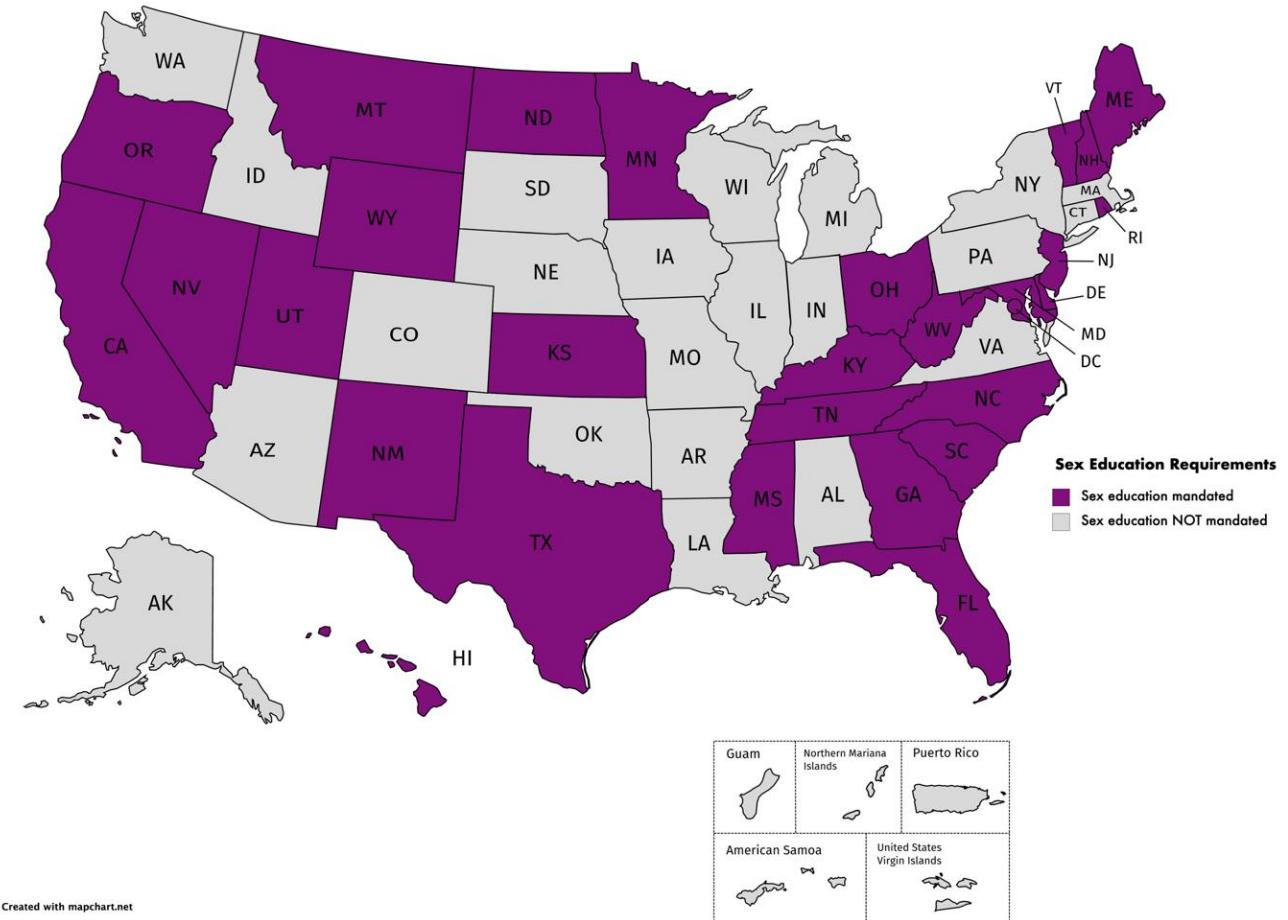 WA
MT
ND
MN
VT
ME
OR
ID
SD
WI
MI
NY
NH
MA
CT
RI
WY
NE
IA
PA
NJ
NV
UT
CO
KS
MO
IL
IN
OH
WV
VA
DE
MD
DC
CA
KY
AZ
NM
OK
AR
TN
NC
SC
TX
LA
MS
AL
GA
FL
AK
HI
Sex Education Requirements
Sex education mandated
Sex education NOT mandated
Guam
Northern Mariana
Islands
Puerto Rico
American Samoa
United States
Virgin Islands
Created with mapchart.net